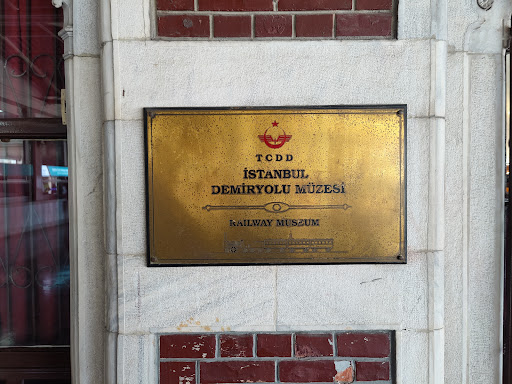 TCDD
İSTANBUL
DEMİRYOLU MÜZESİ
RAILWAY MUSEUM